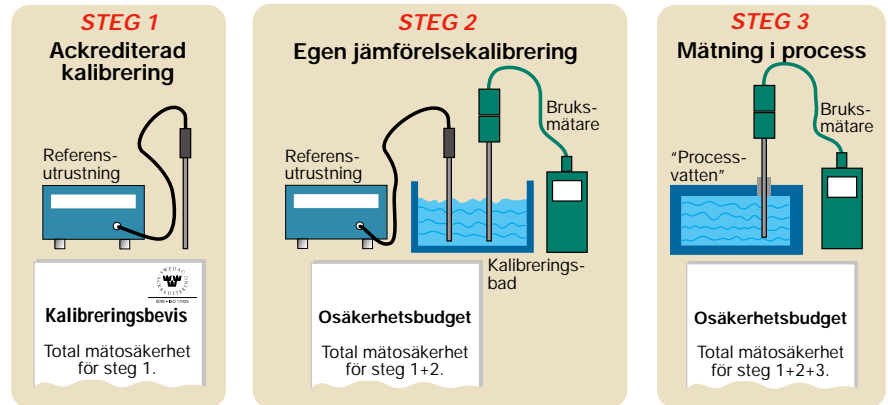 STEG 1
Ackrediterad
kalibrering
Referens-
utrustning
SWEDAC
ACKREDITERING
Kalibreringsbevis
Total mätosäkerhet
för steg 1.
STEG 2
Egen jämförelsekalibrering
Bruks-
mätare
Referens-
utrustning
Kalibrerings-
bad
Osäkerhetsbudget
Total mätosäkerhet
för steg 1+2.
STEG 3
Mätning i process
Bruks-
mätare
"Process-
vatten"
Osäkerhetsbudget
Total mätosäkerhet
för steg 1+2+3.